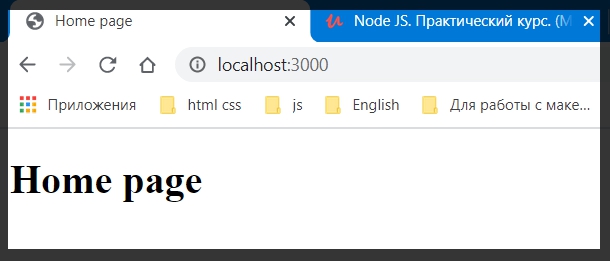 Home page
Node JS. Практический курс. (M
localhost:3000
Приложения html css js English Для работы с маке...
Home page